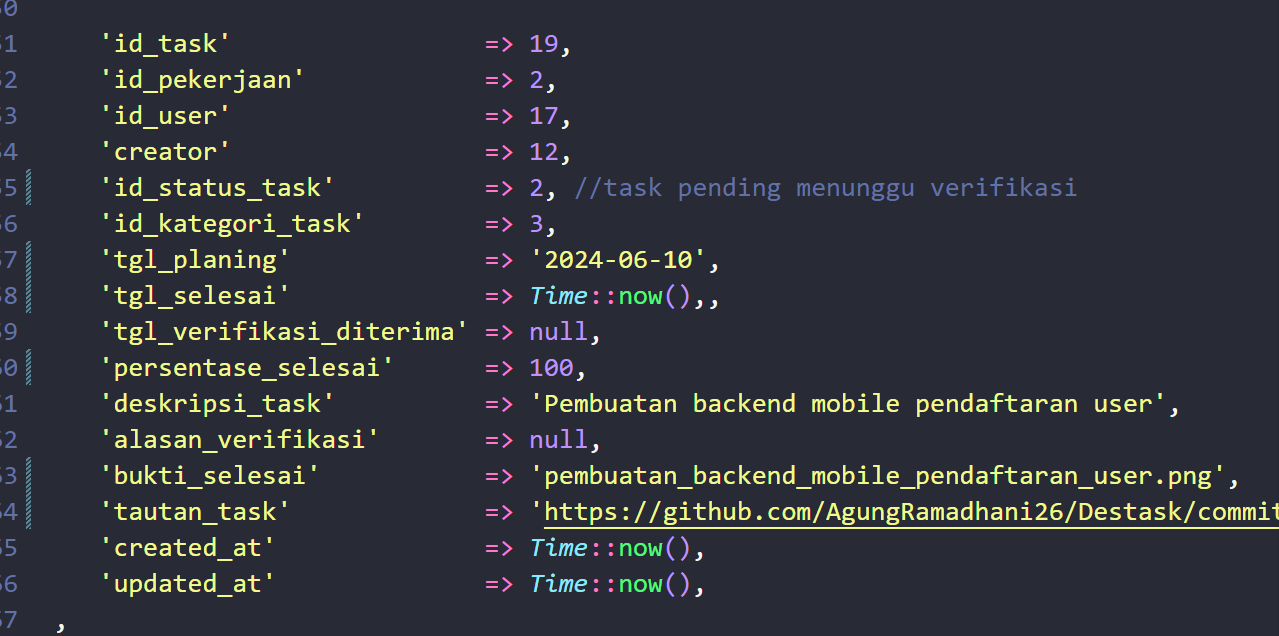 0
1 'id_task' => 19,
2 'id_pekerjaan' => 2,
3 'id_user' => 17,
4 'creator' => 12,
5 'id_status_task' => 2, //task pending menunggu verifikasi
6 'id_kategori_task' => 3,
7 'tgl_planing' => '2024-06-10',
8 'tgl_selesai' => Time::now(),,
9 'tgl_verifikasi_diterima' => null,
0 'persentase_selesai' => 100,
1 'deskripsi_task' => 'Pembuatan backend mobile pendaftaran user',
2 'alasan_verifikasi' => null,
3 'bukti_selesai' => 'pembuatan_backend_mobile_pendaftaran_user.png',
4 'tautan_task' => 'https://github.com/AgungRamadhani26/Destask/commit
5 'created_at' => Time::now(),
6 'updated_at' => Time::now(),
7 ,